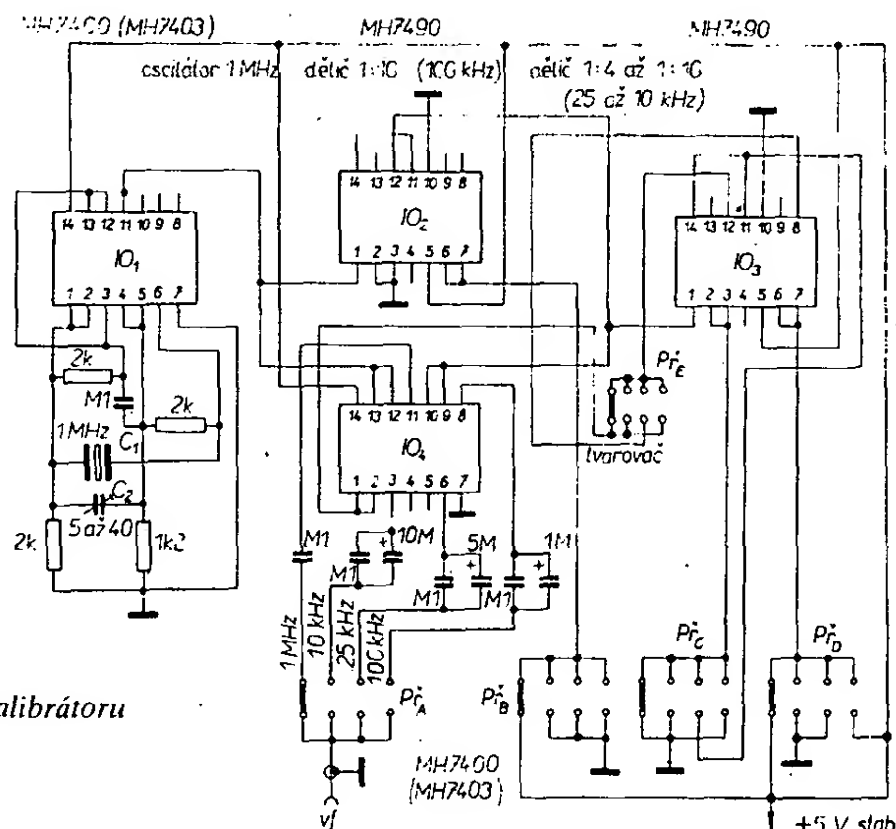 MH7400 (MH7403)
MH7490
MH7490
oscilátor 1 MHz
dělič 1:10 (100 kHz)
dělič 1:4 až 1:10
(25 až 10 kHz)
14 13 12 11 10 9 8
IO1
1 2 3 4 5 6 7
14 13 12 11 10 9 8
IO2
1 2 3 4 5 6 7
14 13 12 11 10 9 8
IO3
1 2 3 4 5 6 7
2k
M1
2k
1 MHz
C1
C2
5 až 40
2k
1k2
14 13 12 11 10 9 8
IO4
1 2 3 4 5 6 7
PřE
tvarovač
M1
10M
M1
5M
M1
1M
M1
1 MHz
10 kHz
25 kHz
100 kHz
PřA
PřB
PřC
PřD
alibrátoru
MH7400
(MH7403)
vf
+5 V stab